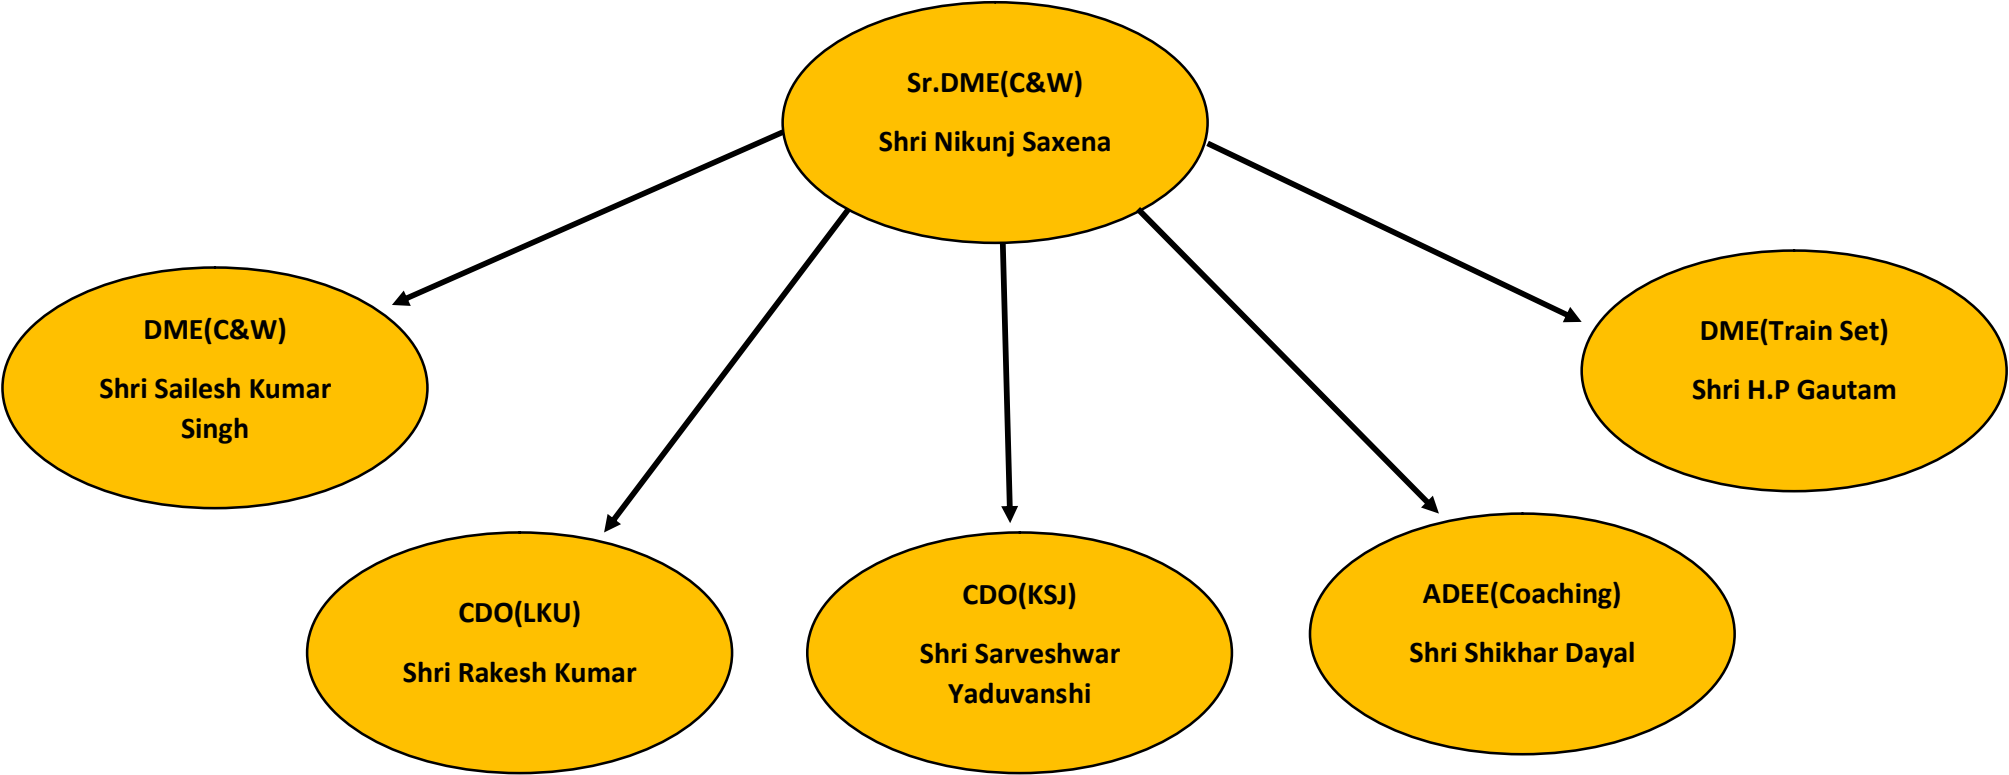 Sr.DME(C&W)
Shri Nikunj Saxena
DME(C&W)
Shri Sailesh Kumar
Singh
CDO(LKU)
Shri Rakesh Kumar
CDO(KSJ)
Shri Sarveshwar
Yaduvanshi
ADEE(Coaching)
Shri Shikhar Dayal
DME(Train Set)
Shri H.P Gautam